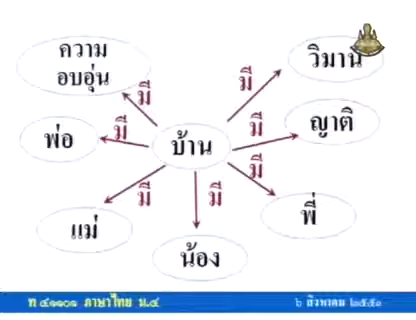 ความ
อบอุ่น
วิมาน
มี
มี
พ่อ
มี
มี
ญาติ
บ้าน
มี
มี
มี
แม่
พี่
น้อง
ท ๔๑๑๐๑ ภาษาไทย ม.๔
๖ สิงหาคม ๒๕๕๑